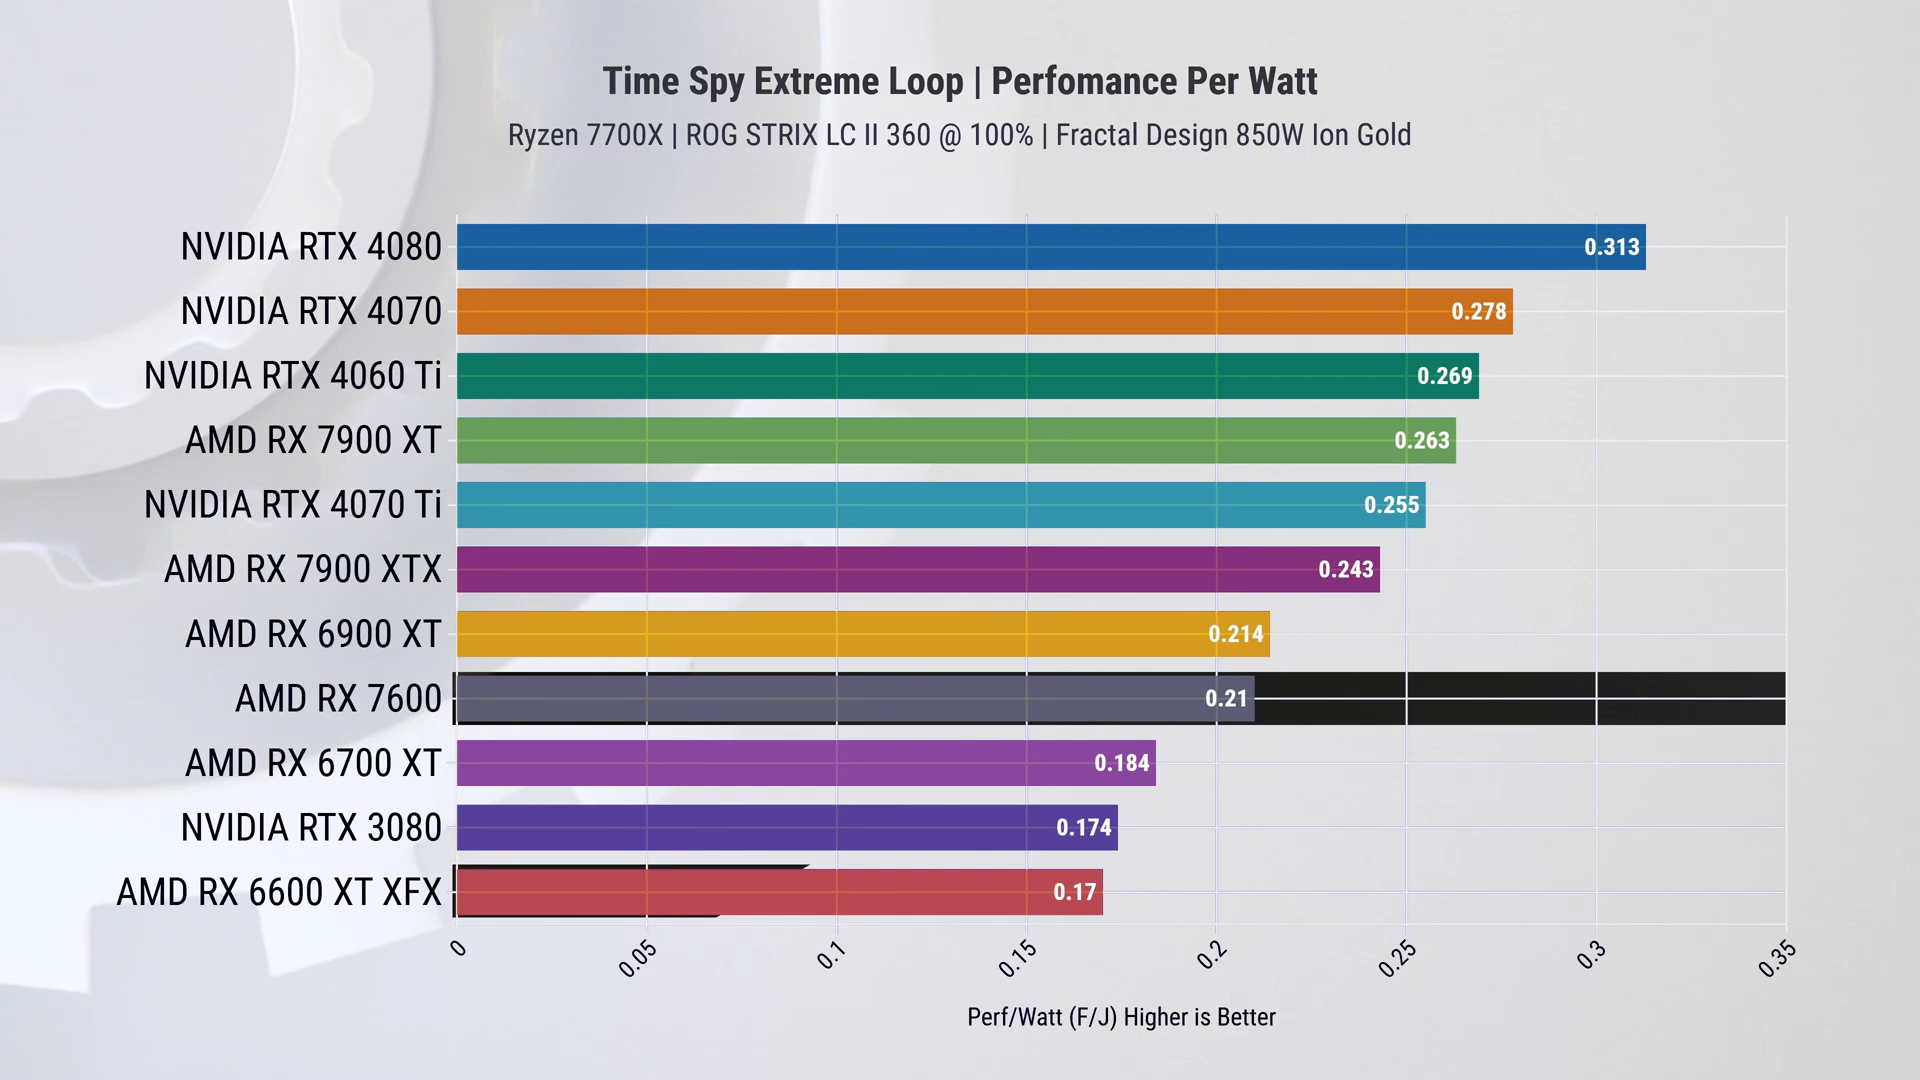 Time Spy Extreme Loop | Perfomance Per Watt
Ryzen 7700X | ROG STRIX LC II 360 @ 100% | Fractal Design 850W Ion Gold
NVIDIA RTX 4080 0.313
NVIDIA RTX 4070 0.278
NVIDIA RTX 4060 Ti 0.269
AMD RX 7900 XT 0.263
NVIDIA RTX 4070 Ti 0.255
AMD RX 7900 XTX 0.243
AMD RX 6900 XT 0.214
AMD RX 7600 0.21
AMD RX 6700 XT 0.184
NVIDIA RTX 3080 0.174
AMD RX 6600 XT XFX 0.17
0 0.05 0.1 0.15 0.2 0.25 0.3 0.35
Perf/Watt (F/J) Higher is Better